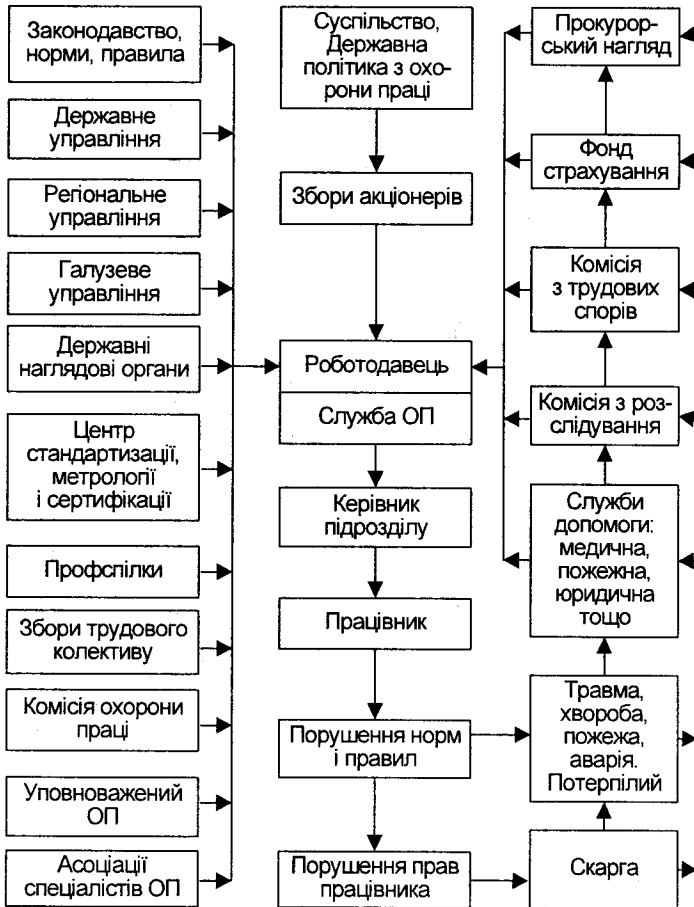 Законодавство,
норми, правила
Державне
управління
Регіональне
управління
Галузеве
управління
Державні
наглядові органи
Центр
стандартизації,
метрології
і сертифікації
Профспілки
Збори трудового
колективу
Комісія охорони
праці
Уповноважений
ОП
Асоціації
спеціалістів ОП
Суспільство,
Державна
політика з охо-
рони праці
Збори акціонерів
Роботодавець
Служба ОП
Керівник
підрозділу
Працівник
Порушення норм
і правил
Порушення прав
працівника
Прокурор-
ський нагляд
Фонд
страхування
Комісія
з трудових
спорів
Комісія з роз-
слідування
Служби
допомоги:
медична,
пожежна,
юридична
тощо
Травма,
хвороба,
пожежа,
аварія.
Потерпілий
Скарга